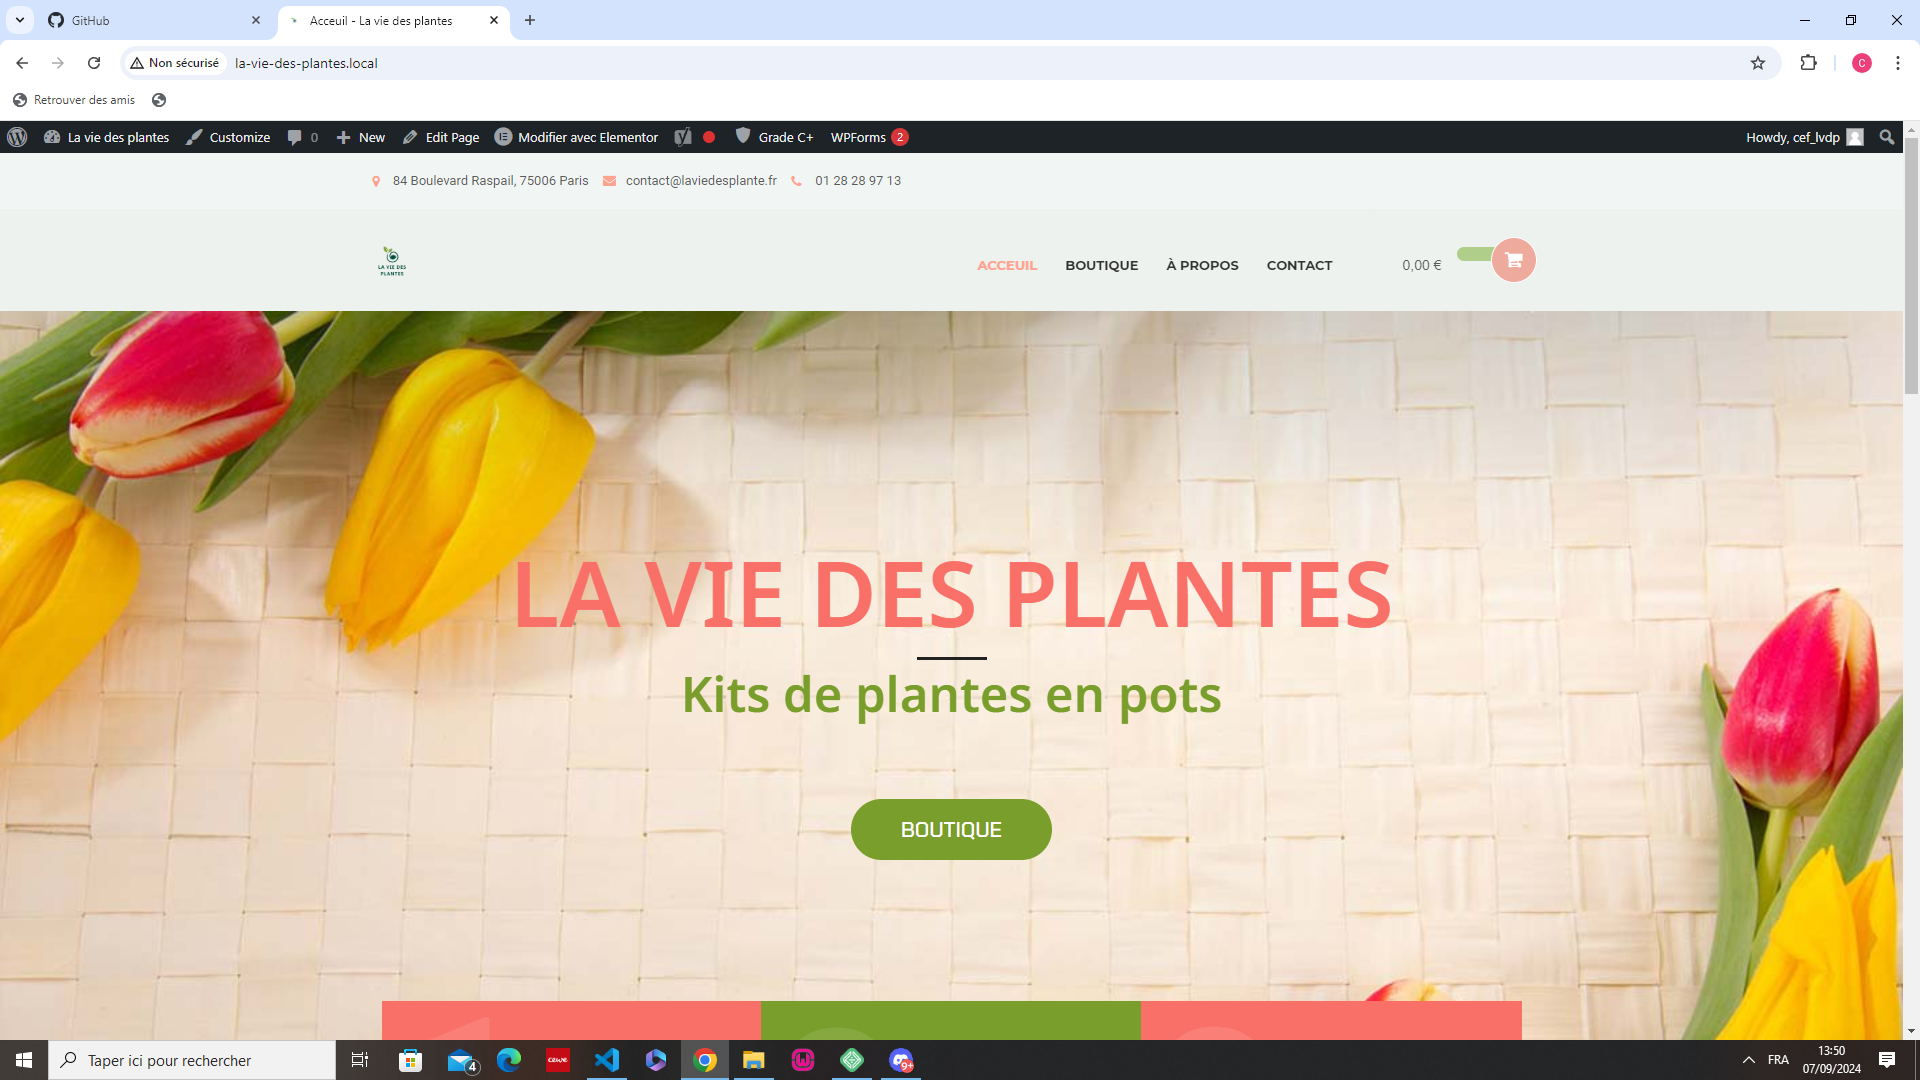 GitHub
Acceuil - La vie des plantes
Non sécurisé
la-vie-des-plantes.local
C
Retrouver des amis
La vie des plantes
Customize
0
New
Edit Page
Modifier avec Elementor
Grade C+
WPForms 2
Howdy, cef_lvdp
84 Boulevard Raspail, 75006 Paris
contact@laviedesplante.fr
01 28 28 97 13
LA VIE DES
PLANTES
ACCEUIL
BOUTIQUE
À PROPOS
CONTACT
0,00 €
LA VIE DES PLANTES
Kits de plantes en pots
BOUTIQUE
Taper ici pour rechercher
4
cewe
9+
FRA
13:50
07/09/2024